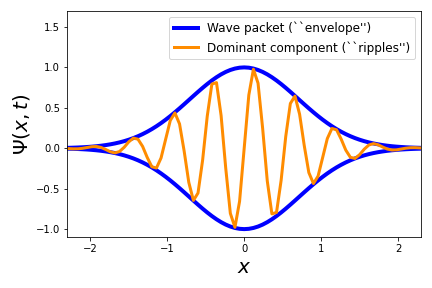 Wave packet (``envelope'')
Dominant component (``ripples'')
Ψ(x, t)
1.5
1.0
0.5
0.0
−0.5
−1.0
−2 −1 0 1 2
x